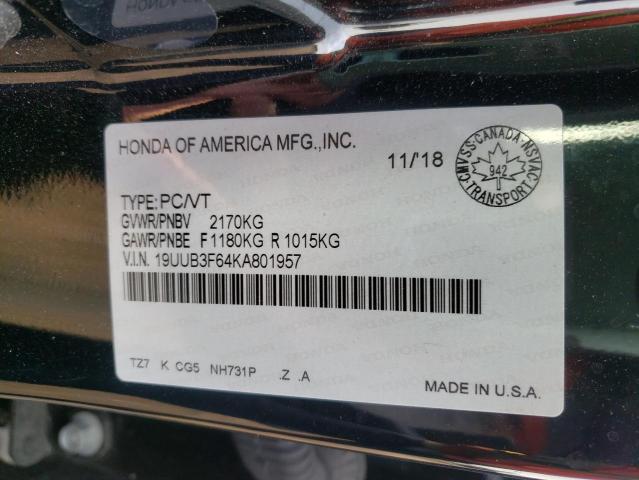 HONDA OF AMERICA MFG.,INC.
11/'18
CMVSS·CANADA·NSVAC
942
TRANSPORT
TYPE: PC/VT
GVWR/PNBV 2170KG
GAWR/PNBE F 1180KG R 1015KG
V.I.N. 19UUB3F64KA801957
TZ7 K CG5 NH731P .Z .A
MADE IN U.S.A.